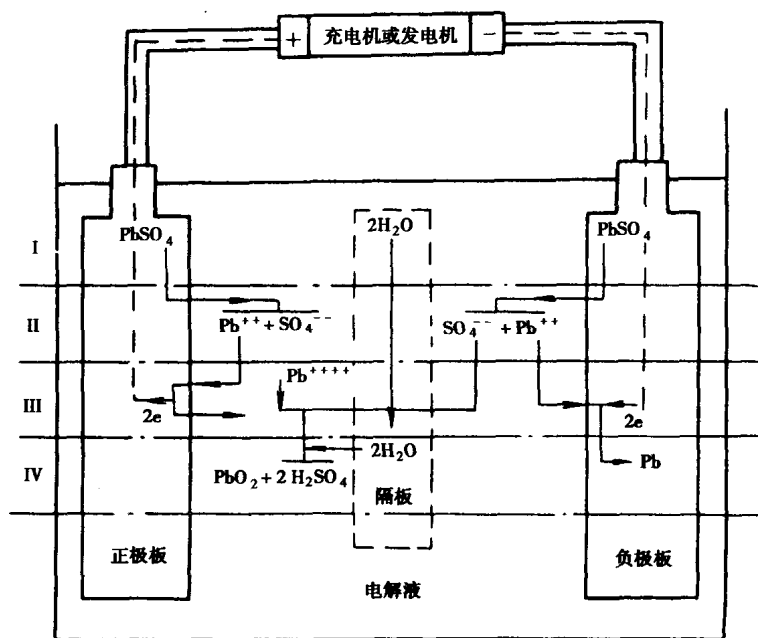 + 充电机或发电机 −
PbSO₄ 2H₂O PbSO₄
I
II
Pb⁺⁺ + SO₄⁻⁻ SO₄⁻⁻ + Pb⁺⁺
Pb⁺⁺⁺⁺
III
2e 2e
2H₂O Pb
IV
PbO₂ + 2 H₂SO₄
隔板
正极板 负极板
电解液